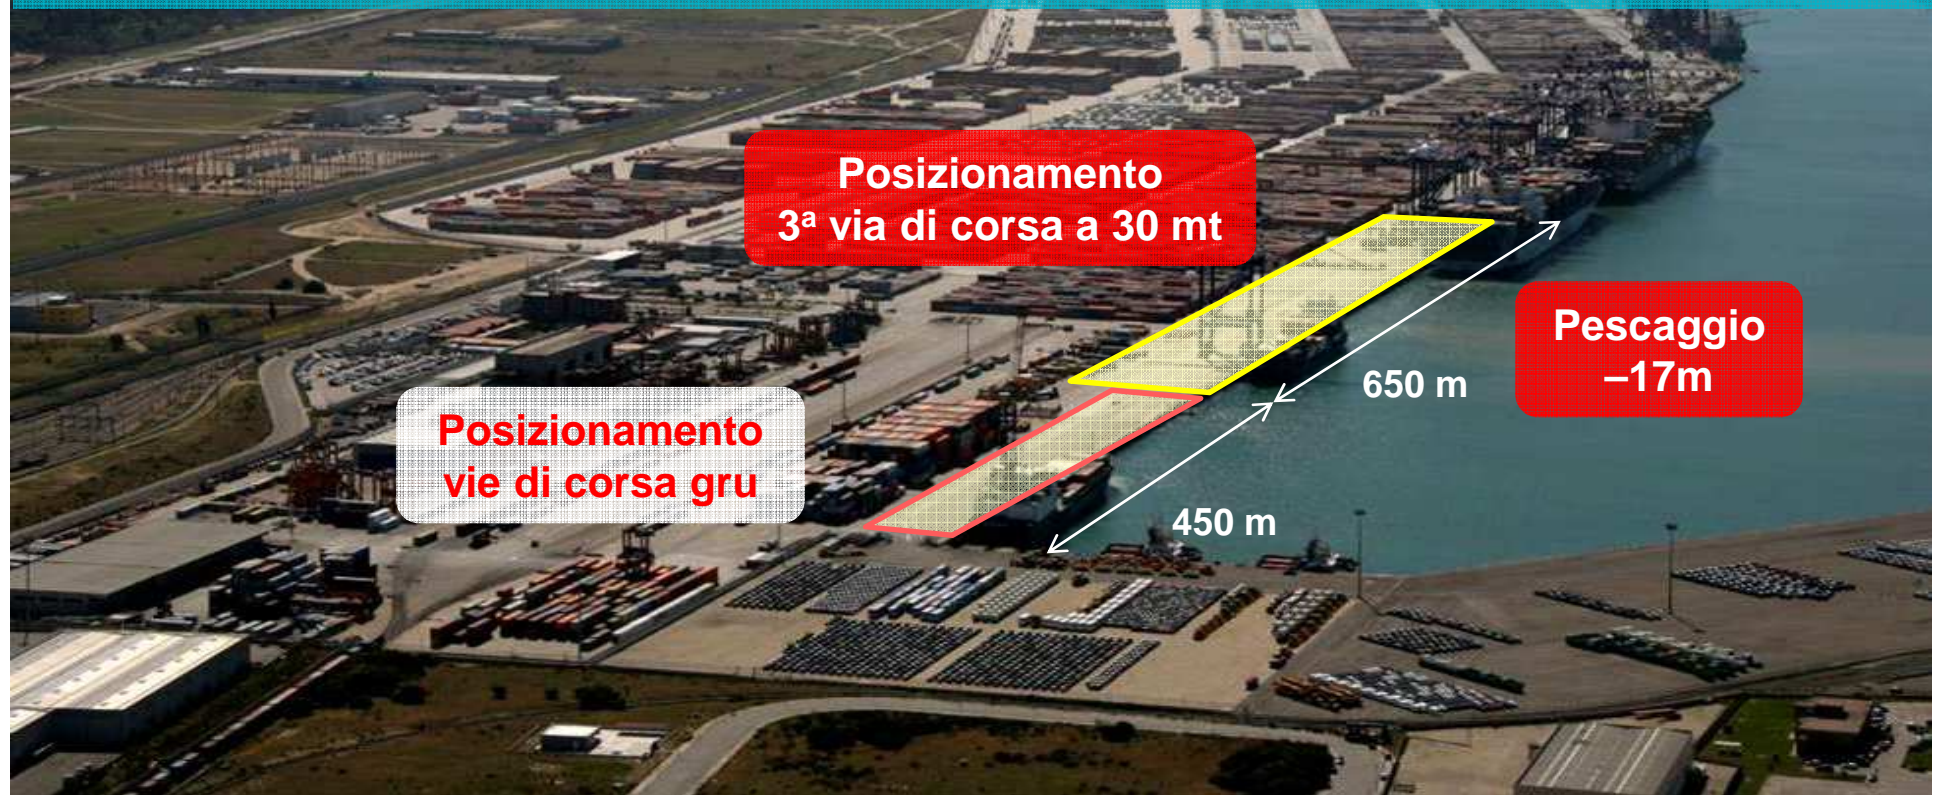 Posizionamento
3ª via di corsa a 30 mt
Pescaggio
–17m
650 m
Posizionamento
vie di corsa gru
450 m